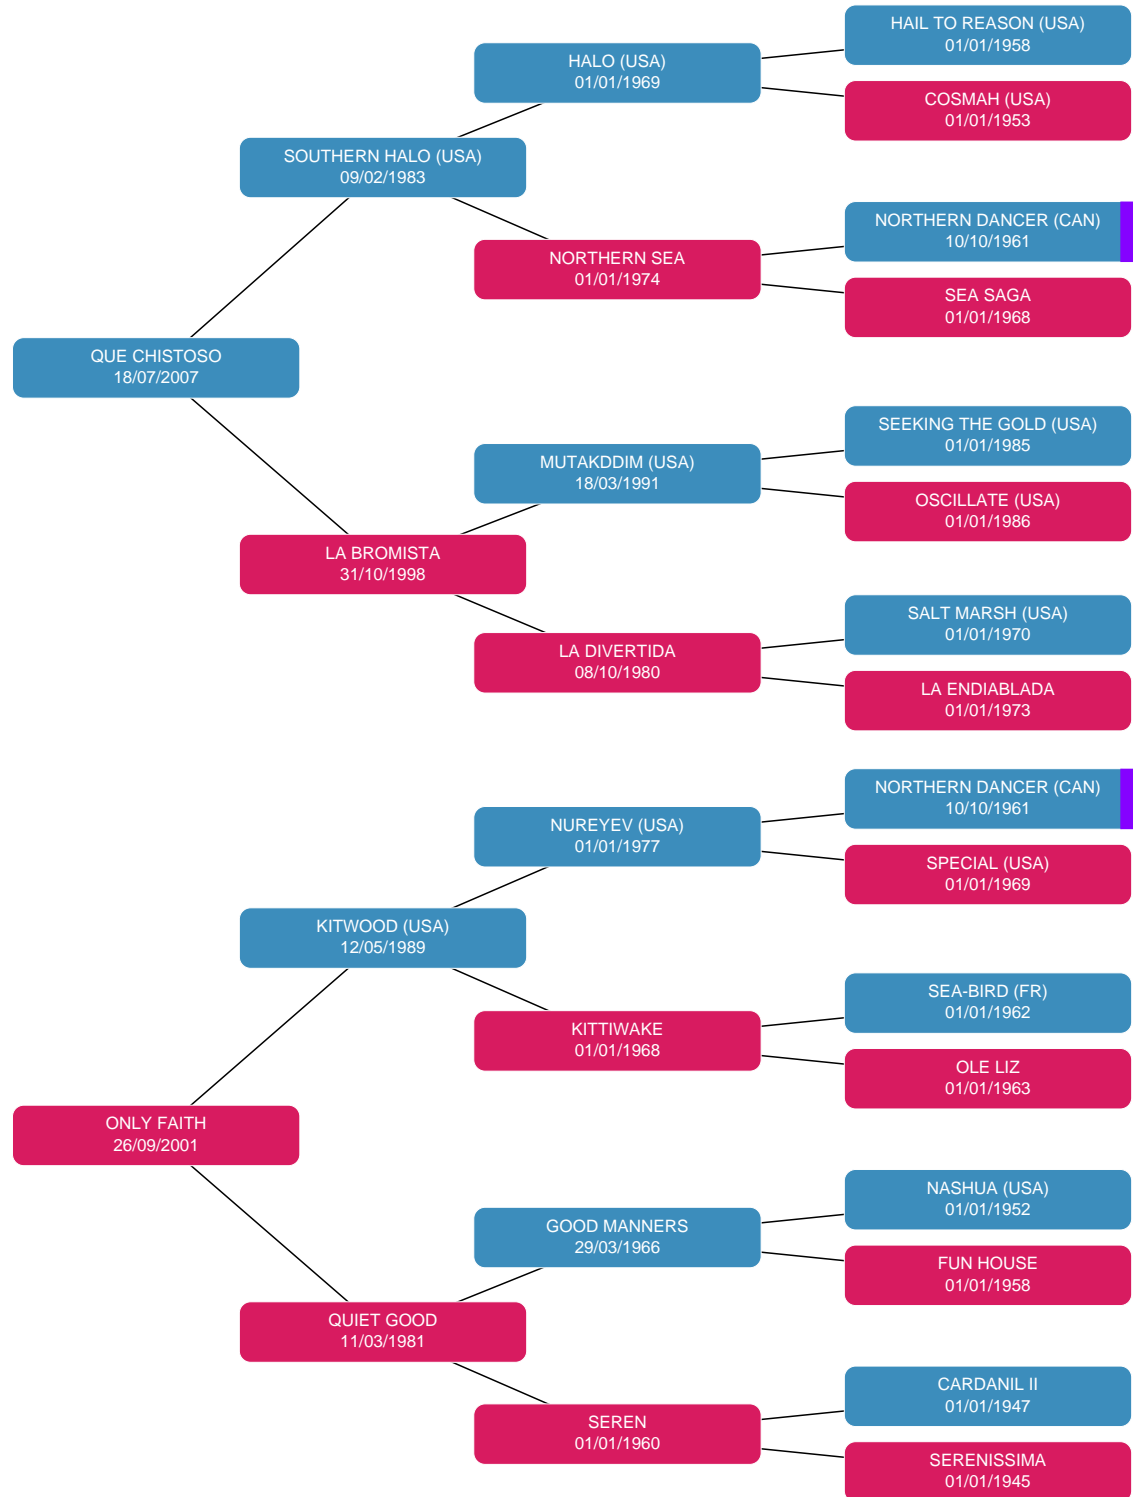 HAIL TO REASON (USA)
01/01/1958
HALO (USA)
01/01/1969
COSMAH (USA)
01/01/1953
SOUTHERN HALO (USA)
09/02/1983
NORTHERN DANCER (CAN)
10/10/1961
NORTHERN SEA
01/01/1974
SEA SAGA
01/01/1968
QUE CHISTOSO
18/07/2007
SEEKING THE GOLD (USA)
01/01/1985
MUTAKDDIM (USA)
18/03/1991
OSCILLATE (USA)
01/01/1986
LA BROMISTA
31/10/1998
SALT MARSH (USA)
01/01/1970
LA DIVERTIDA
08/10/1980
LA ENDIABLADA
01/01/1973
NORTHERN DANCER (CAN)
10/10/1961
NUREYEV (USA)
01/01/1977
SPECIAL (USA)
01/01/1969
KITWOOD (USA)
12/05/1989
SEA-BIRD (FR)
01/01/1962
KITTIWAKE
01/01/1968
OLE LIZ
01/01/1963
ONLY FAITH
26/09/2001
NASHUA (USA)
01/01/1952
GOOD MANNERS
29/03/1966
FUN HOUSE
01/01/1958
QUIET GOOD
11/03/1981
CARDANIL II
01/01/1947
SEREN
01/01/1960
SERENISSIMA
01/01/1945